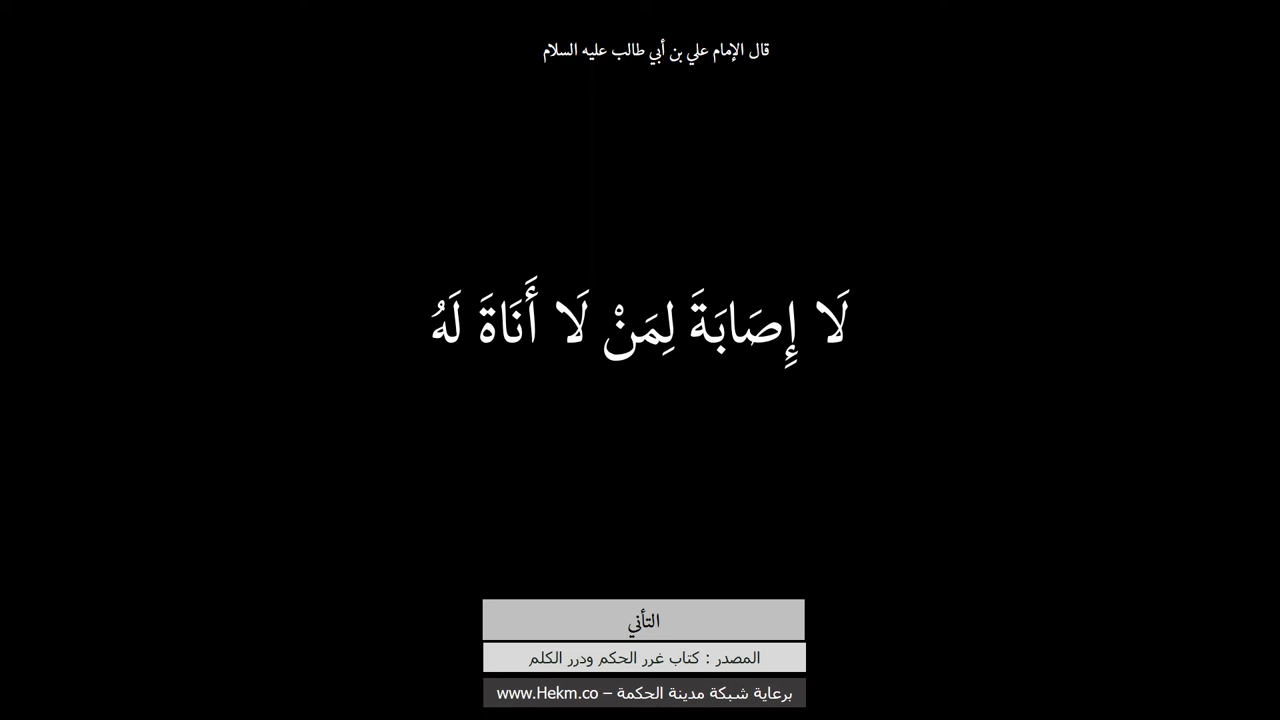 قال الإمام علي بن أبي طالب عليه السلام
لَا إِصَابَةَ لِمَنْ لَا أَنَاةَ لَهُ
التأني
المصدر : كتاب غرر الحكم ودرر الكلم
برعاية شبكة مدينة الحكمة – www.Hekm.co